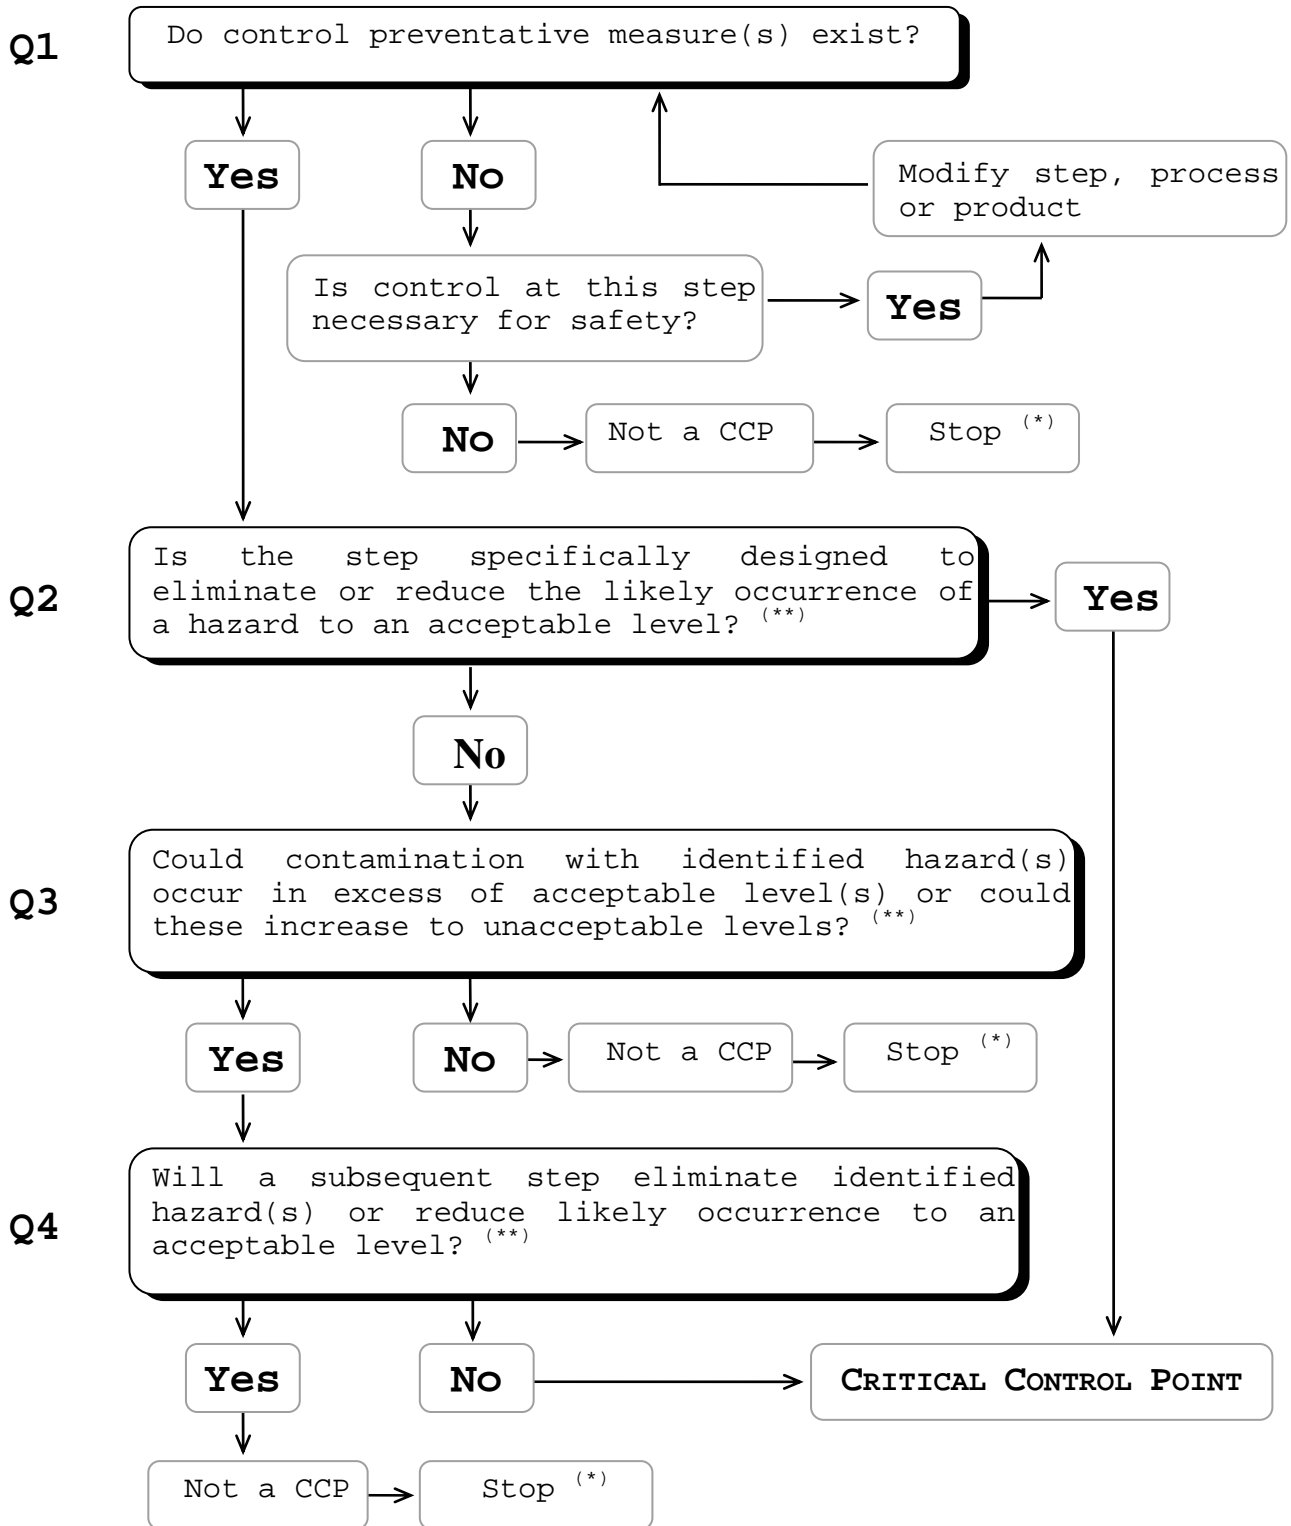 Q1
Do control preventative measure(s) exist?
Yes
No
Modify step, process
or product
Is control at this step
necessary for safety?
Yes
No
Not a CCP
Stop (*)
Q2
Is the step specifically designed to
eliminate or reduce the likely occurrence of
a hazard to an acceptable level? (**)
Yes
No
Q3
Could contamination with identified hazard(s)
occur in excess of acceptable level(s) or could
these increase to unacceptable levels? (**)
Yes
No
Not a CCP
Stop (*)
Q4
Will a subsequent step eliminate identified
hazard(s) or reduce likely occurrence to an
acceptable level? (**)
Yes
No
CRITICAL CONTROL POINT
Not a CCP
Stop (*)